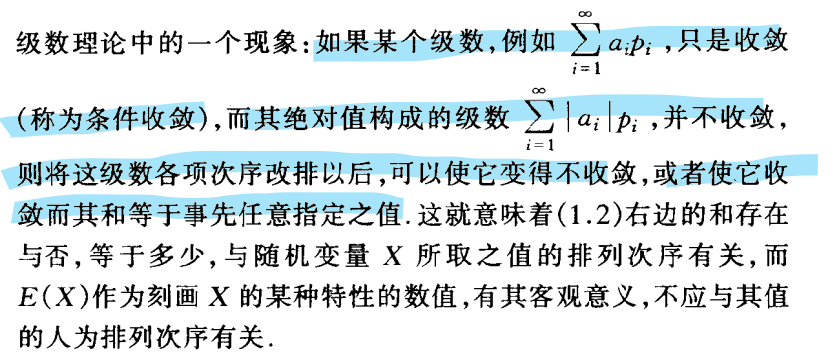 级数理论中的一个现象:如果某个级数,例如 $\sum_{i=1}^{\infty} a_i p_i$ ,只是收敛
(称为条件收敛),而其绝对值构成的级数 $\sum_{i=1}^{\infty} |a_i| p_i$ ,并不收敛,
则将这级数各项次序改排以后,可以使它变得不收敛,或者使它收
敛而其和等于事先任意指定之值.这就意味着(1.2)右边的和存在
与否,等于多少,与随机变量 X 所取之值的排列次序有关,而
E(X)作为刻画 X 的某种特性的数值,有其客观意义,不应与其值
的人为排列次序有关.